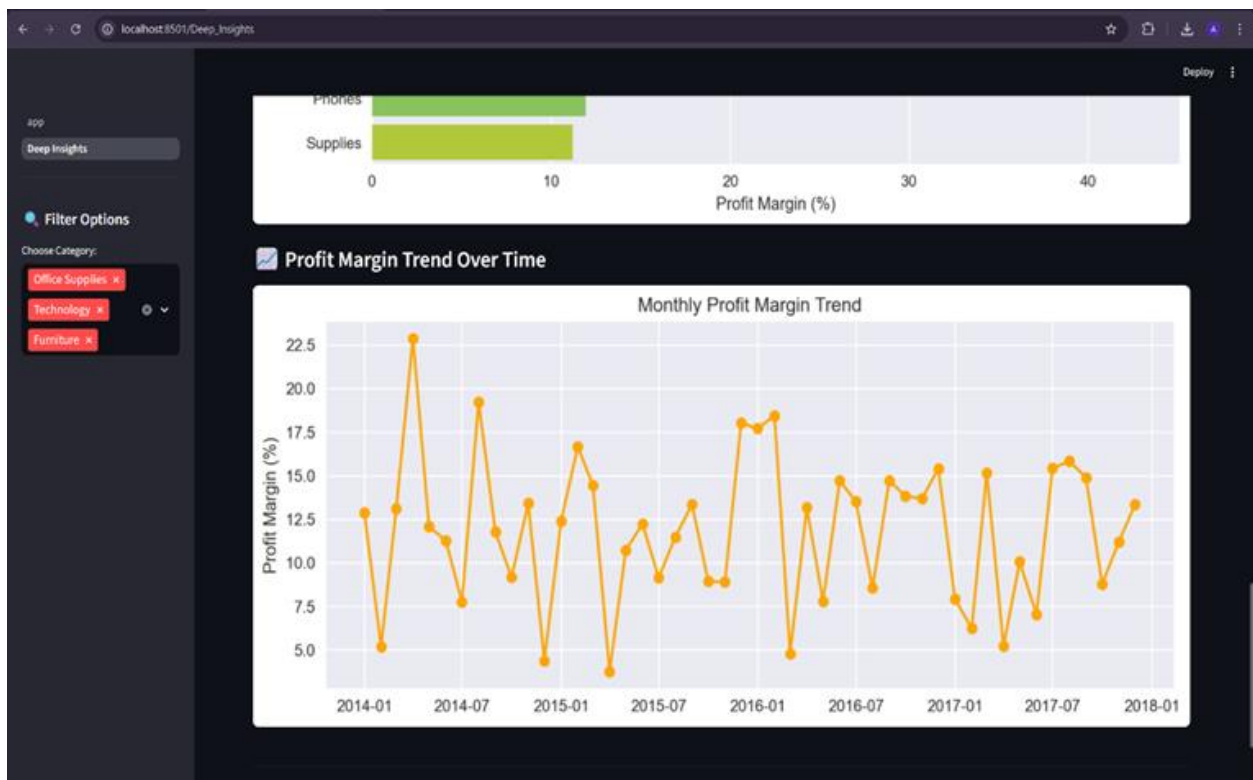 localhost:8501/Deep_Insights
Deploy
app
Deep Insights
Filter Options
Choose Category:
Office Supplies ×
Technology ×
Furniture ×
Phones
Supplies
0 10 20 30 40
Profit Margin (%)
Profit Margin Trend Over Time
Monthly Profit Margin Trend
Profit Margin (%)
22.5
20.0
17.5
15.0
12.5
10.0
7.5
5.0
2014-01 2014-07 2015-01 2015-07 2016-01 2016-07 2017-01 2017-07 2018-01